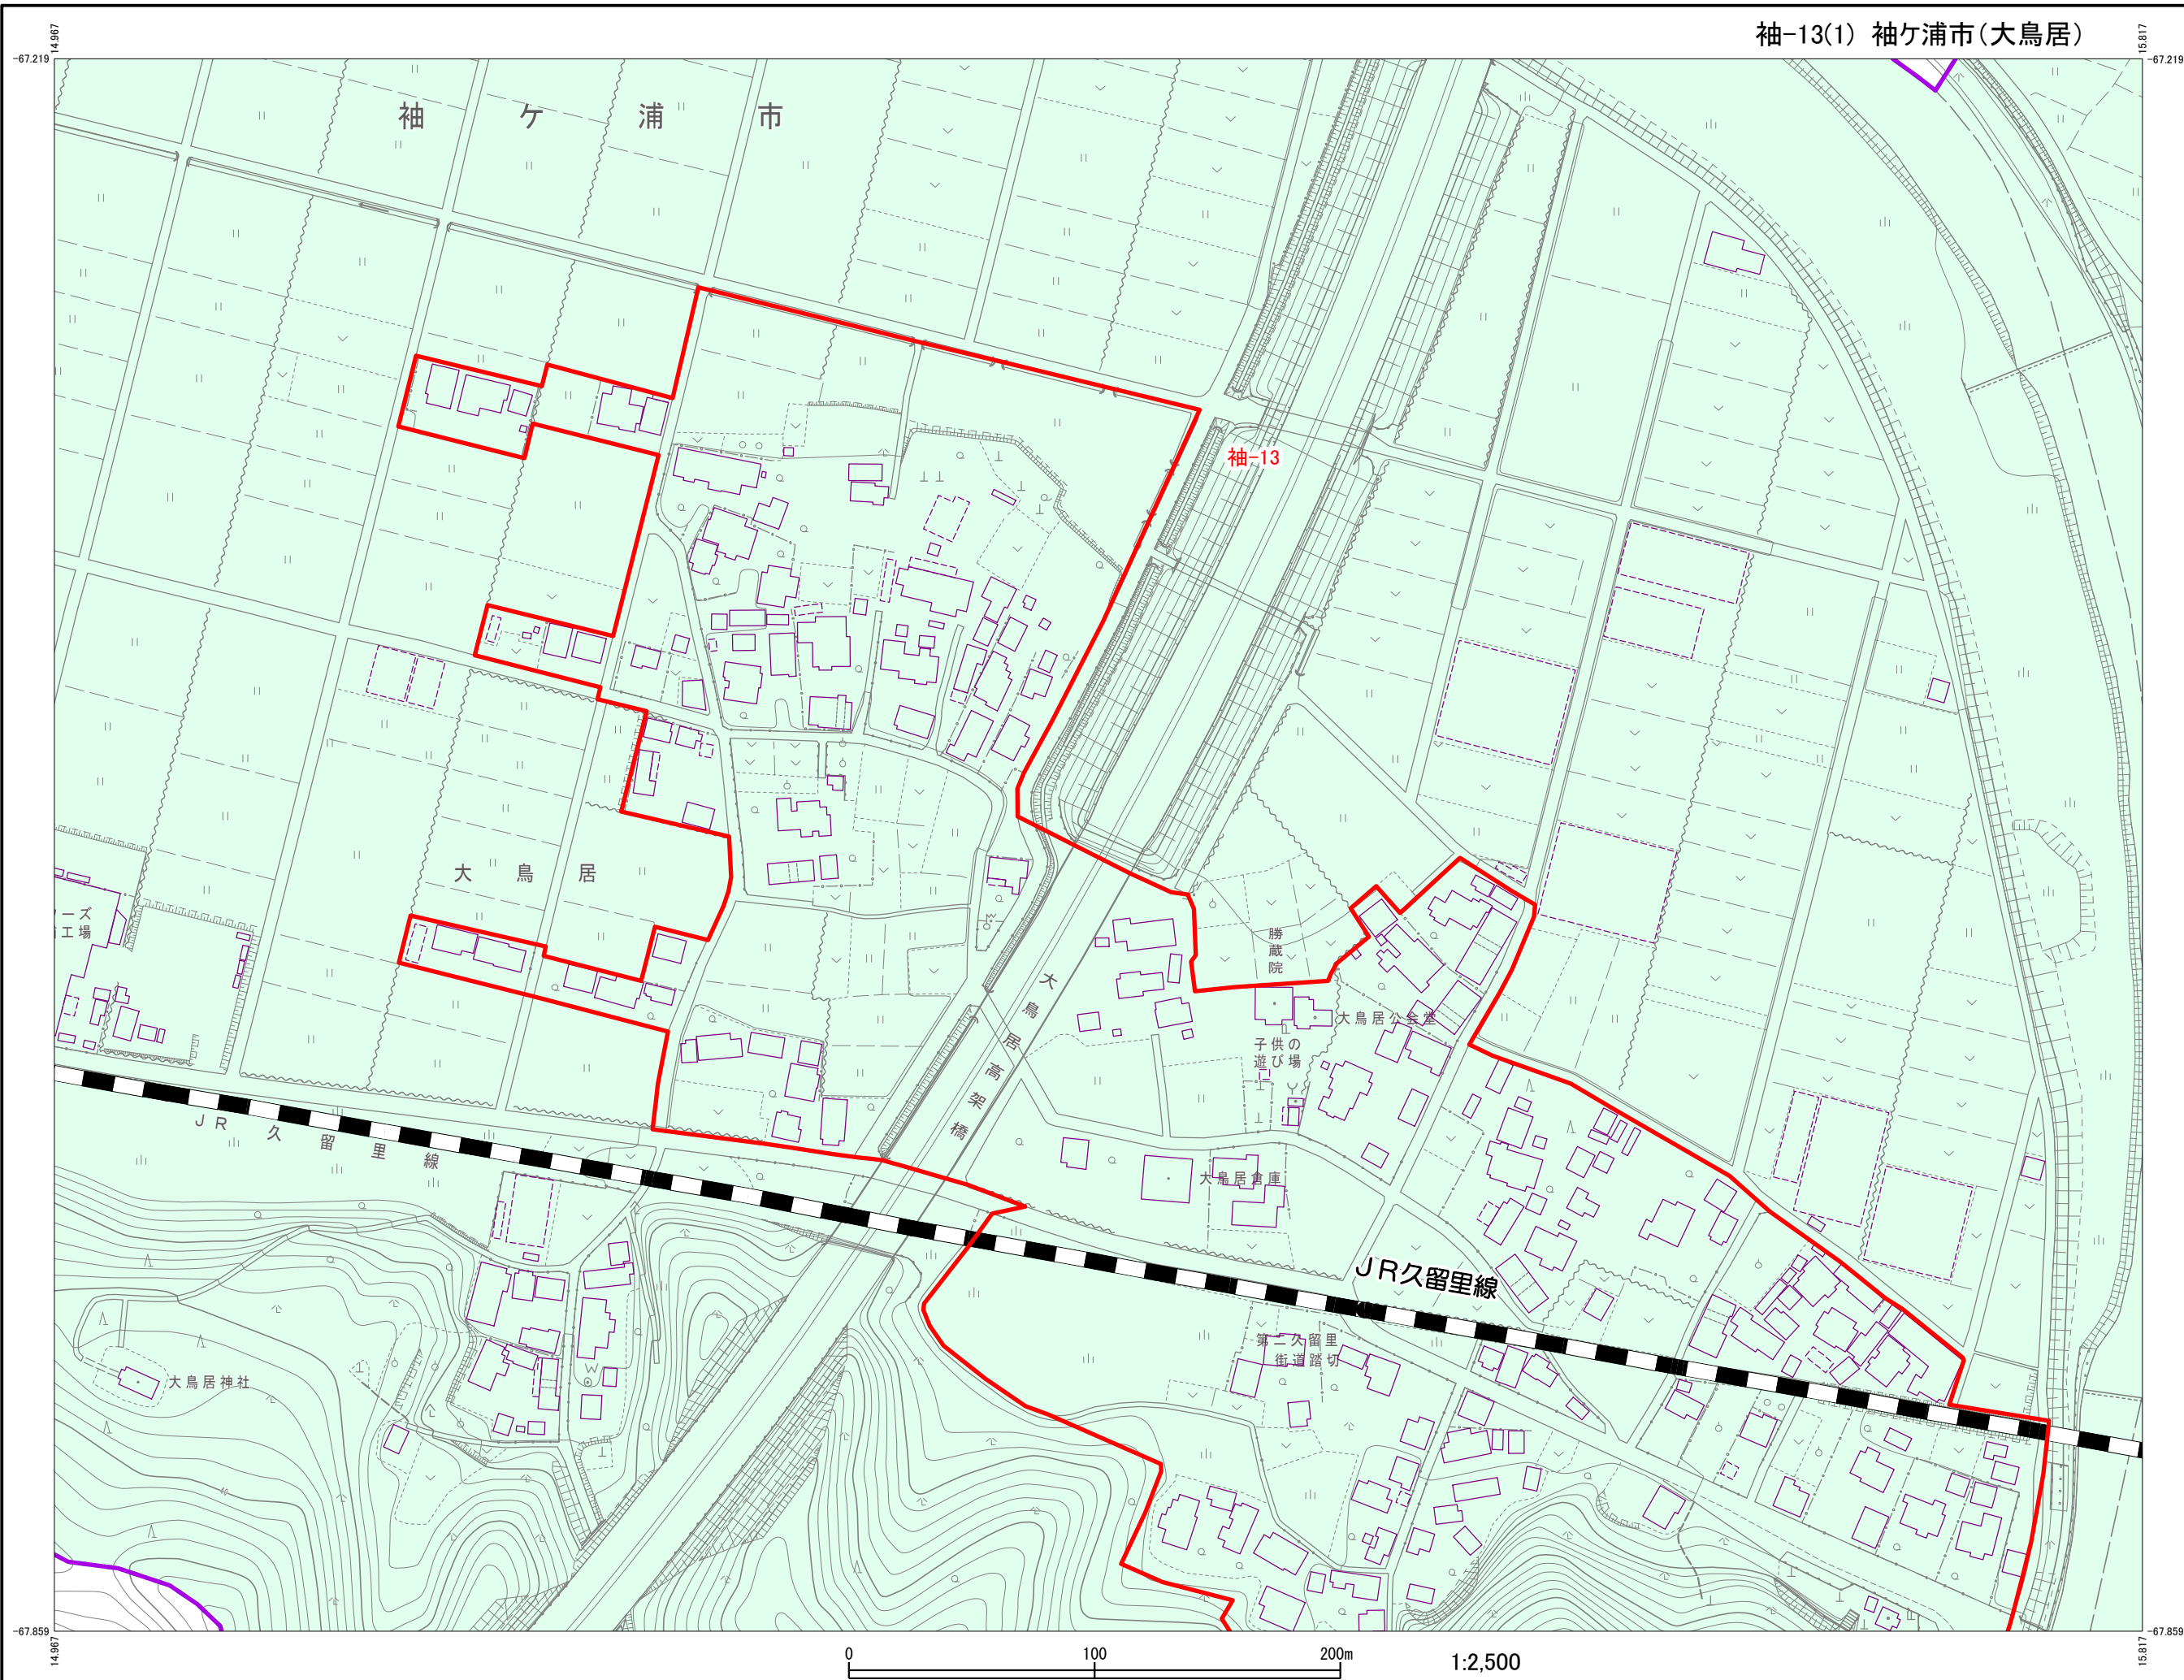 袖-13(1) 袖ケ浦市(大鳥居)
14.967
15.817
-67.219
-67.219
袖ケ浦市
袖-13
大鳥居
ーズ
工場
勝蔵院
大鳥居公会堂
子供の
遊び場
大鳥居高架橋
JR久留里線
大鳥居倉庫
JR久留里線
第二久留里
街道踏切
大鳥居神社
-67.859
-67.859
14.967
15.817
0 100 200m
1:2,500